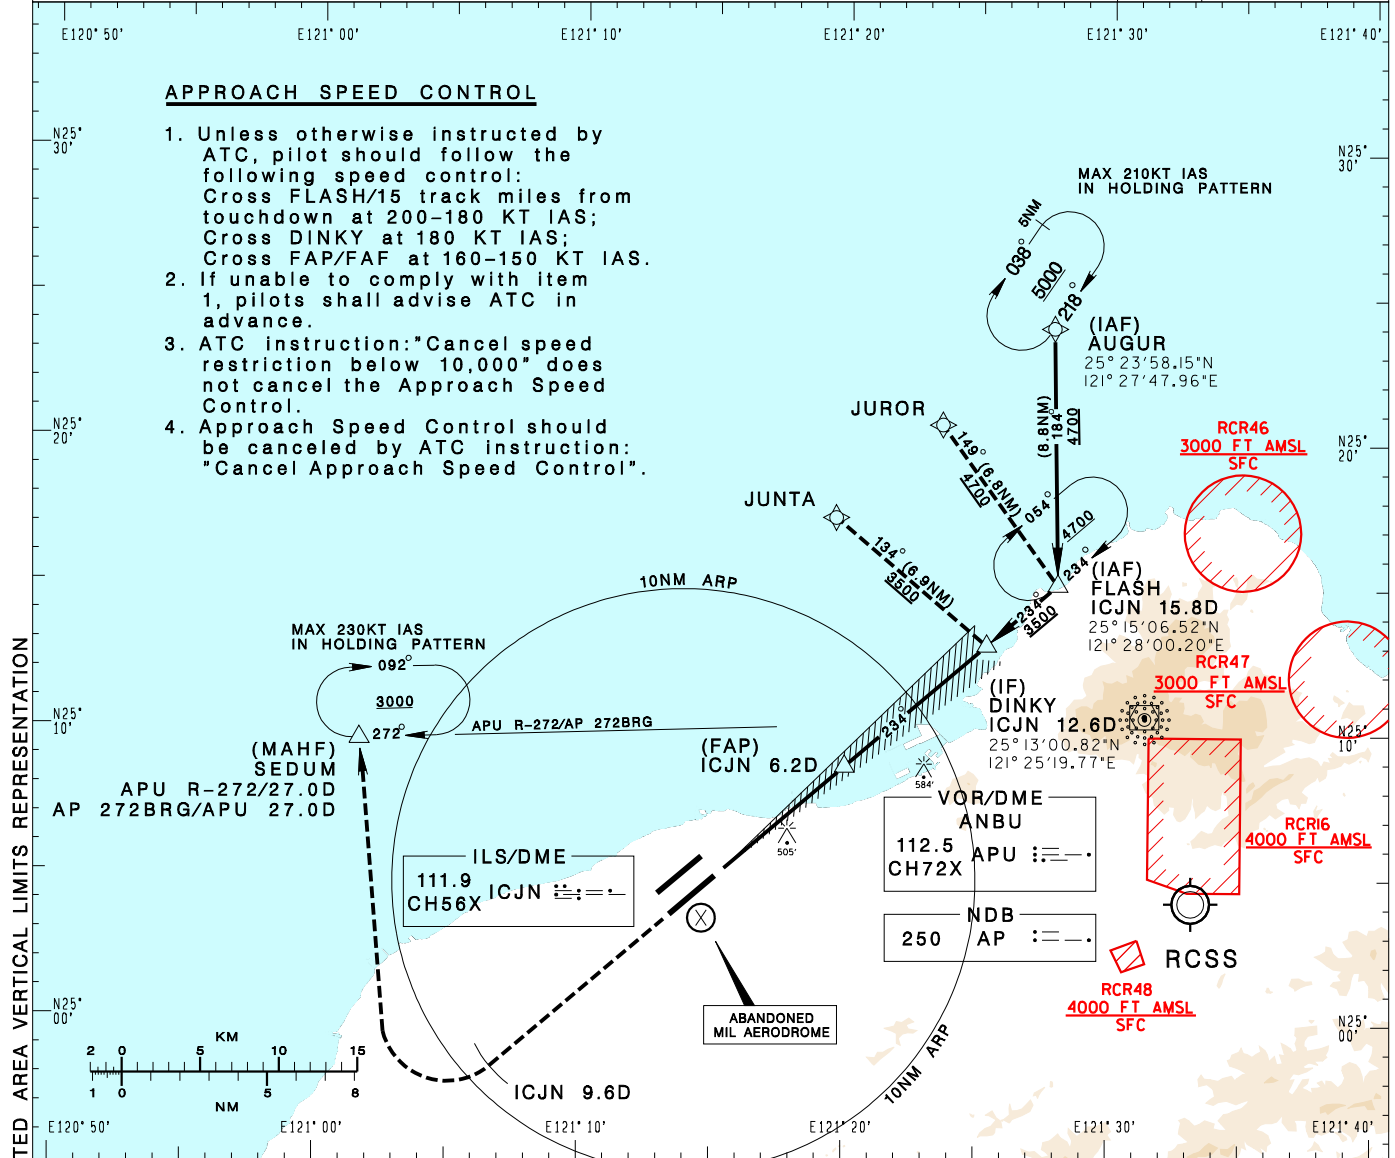 E120°50'
E121°00'
E121°10'
E121°20'
E121°30'
E121°40'
APPROACH SPEED CONTROL
1. Unless otherwise instructed by
ATC, pilot should follow the
following speed control:
Cross FLASH/15 track miles from
touchdown at 200-180 KT IAS;
Cross DINKY at 180 KT IAS;
Cross FAP/FAF at 160-150 KT IAS.
2. If unable to comply with item
1, pilots shall advise ATC in
advance.
3. ATC instruction:"Cancel speed
restriction below 10,000" does
not cancel the Approach Speed
Control.
4. Approach Speed Control should
be canceled by ATC instruction:
"Cancel Approach Speed Control".
N25°
30'
N25°
30'
N25°
20'
N25°
20'
N25°
10'
N25°
10'
N25°
00'
N25°
00'
MAX 210KT IAS
IN HOLDING PATTERN
5NM
038°
5000
218°
(IAF)
AUGUR
25° 23'58.15"N
121° 27'47.96"E
(8.8NM)
184°
4700
JUROR
149° (6.8NM)
4700
JUNTA
134° (6.9NM)
3500
054°
4700
234°
(IAF)
FLASH
ICJN 15.8D
25° 15'06.52"N
121° 28'00.20"E
234°
3500
RCR46
3000 FT AMSL
SFC
RCR47
3000 FT AMSL
SFC
(IF)
DINKY
ICJN 12.6D
25° 13'00.82"N
121° 25'19.77"E
234°
10NM ARP
MAX 230KT IAS
IN HOLDING PATTERN
092°
3000
272°
APU R-272/AP 272BRG
(MAHF)
SEDUM
APU R-272/27.0D
AP 272BRG/APU 27.0D
(FAP)
ICJN 6.2D
584'
505'
VOR/DME
ANBU
112.5
CH72X
APU
NDB
250
AP
ILS/DME
111.9
CH56X
ICJN
RCR16
4000 FT AMSL
SFC
RCSS
RCR48
4000 FT AMSL
SFC
ABANDONED
MIL AERODROME
10NM ARP
ICJN 9.6D
KM
2 0 5 10 15
1 0 5 8
NM
TED AREA VERTICAL LIMITS REPRESENTATION
E120°50'
E121°00'
E121°10'
E121°20'
E121°30'
E121°40'